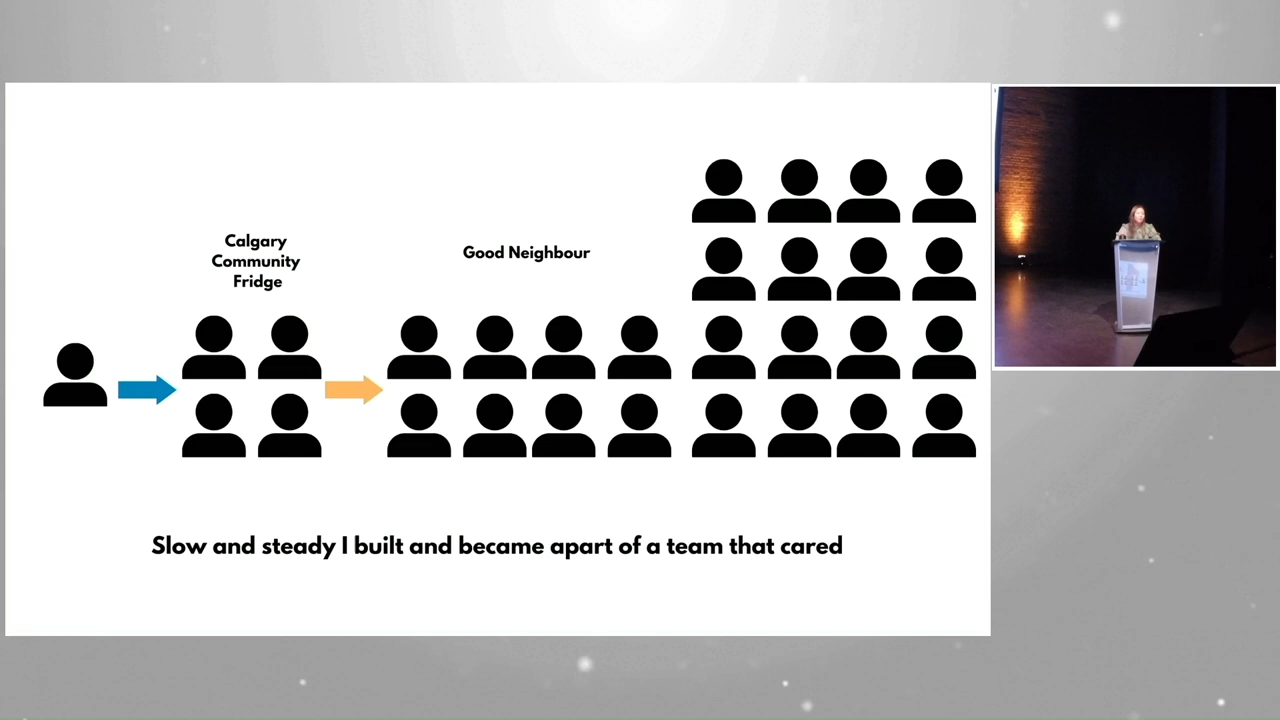 Calgary
Community
Fridge
Good Neighbour
Slow and steady I built and became apart of a team that cared